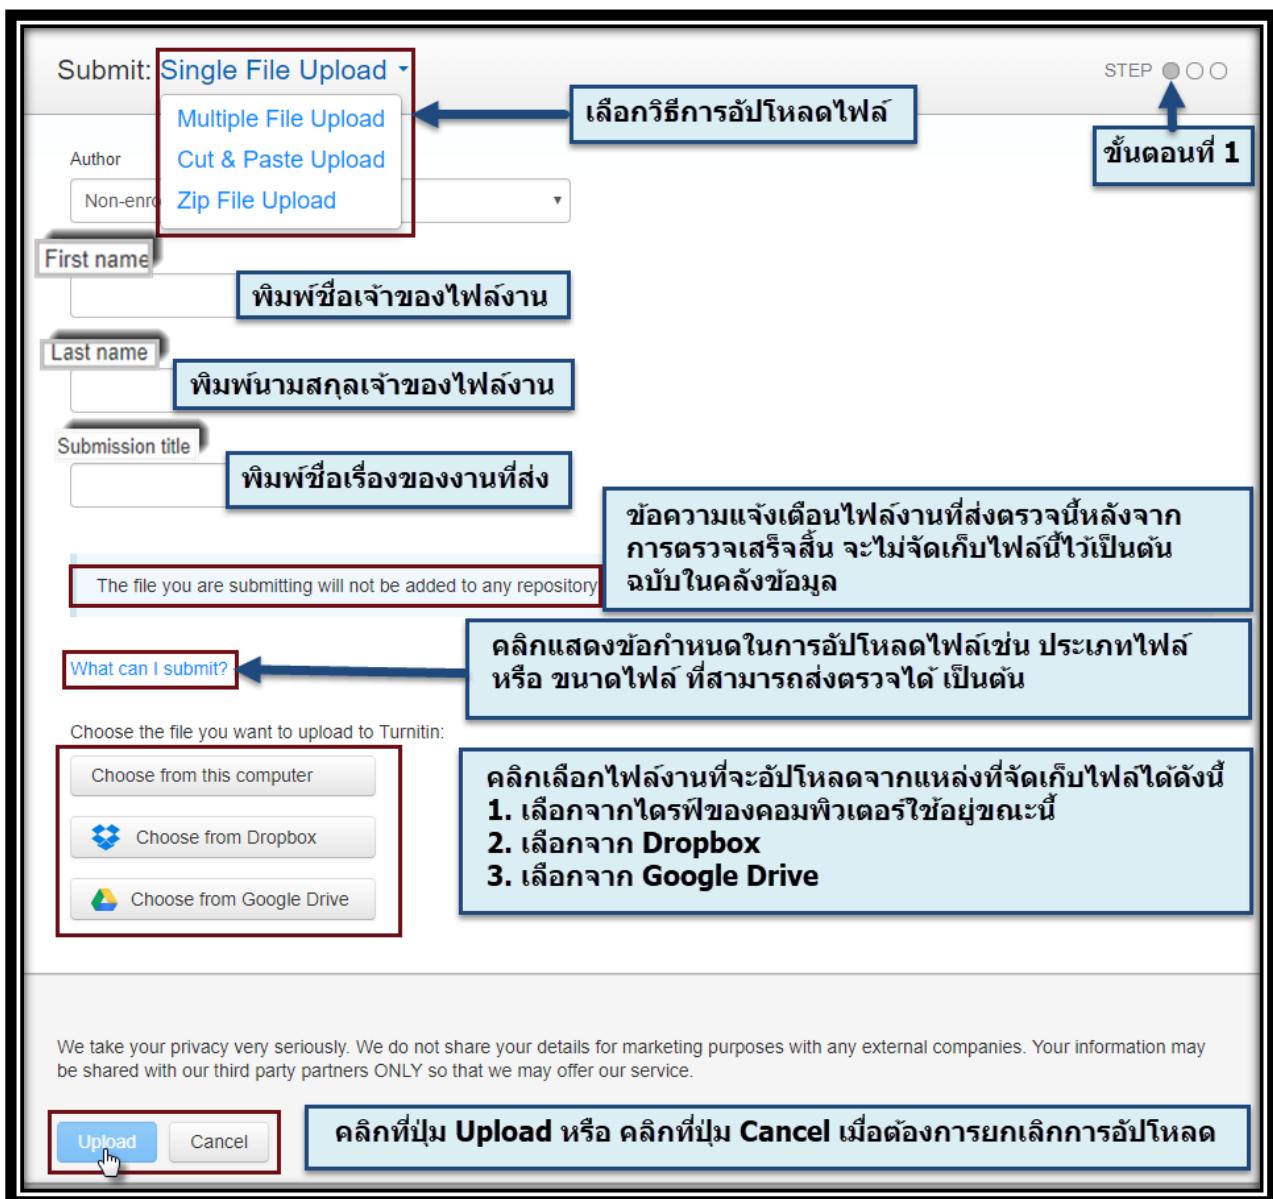 Submit: Single File Upload
STEP
Multiple File Upload
เลือกวิธีการอัปโหลดไฟล์
Author
Cut & Paste Upload
ขั้นตอนที่ 1
Non-enro
Zip File Upload
First name
พิมพ์ชื่อเจ้าของไฟล์งาน
Last name
พิมพ์นามสกุลเจ้าของไฟล์งาน
Submission title
พิมพ์ชื่อเรื่องของงานที่ส่ง
ข้อความแจ้งเตือนไฟล์งานที่ส่งตรวจนี้หลังจาก
การตรวจเสร็จสิ้น จะไม่จัดเก็บไฟล์นี้ไว้เป็นต้น
ฉบับในคลังข้อมูล
The file you are submitting will not be added to any repository
คลิกแสดงข้อกำหนดในการอัปโหลดไฟล์เช่น ประเภทไฟล์
หรือ ขนาดไฟล์ ที่สามารถส่งตรวจได้ เป็นต้น
What can I submit?
Choose the file you want to upload to Turnitin:
Choose from this computer
Choose from Dropbox
Choose from Google Drive
คลิกเลือกไฟล์งานที่จะอัปโหลดจากแหล่งที่จัดเก็บไฟล์ได้ดังนี้
1. เลือกจากไดรฟ์ของคอมพิวเตอร์ใช้อยู่ขณะนี้
2. เลือกจาก Dropbox
3. เลือกจาก Google Drive
We take your privacy very seriously. We do not share your details for marketing purposes with any external companies. Your information may
be shared with our third party partners ONLY so that we may offer our service.
Upload
Cancel
คลิกที่ปุ่ม Upload หรือ คลิกที่ปุ่ม Cancel เมื่อต้องการยกเลิกการอัปโหลด